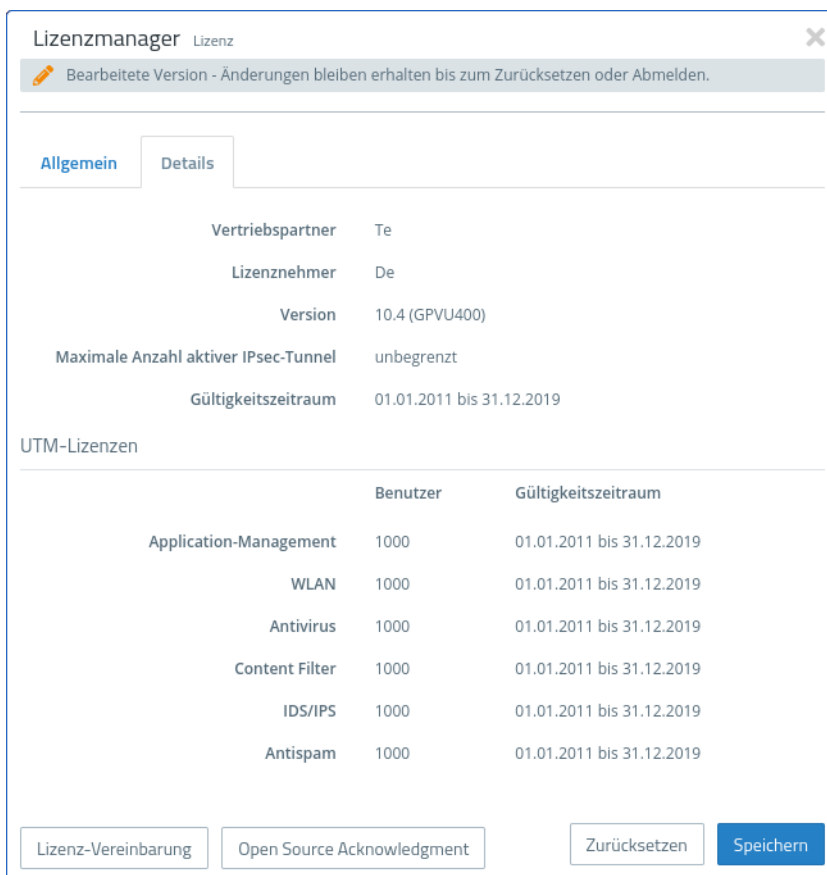 Lizenzmanager Lizenz
Bearbeitete Version - Änderungen bleiben erhalten bis zum Zurücksetzen oder Abmelden.
Allgemein Details
Vertriebspartner Te
Lizenznehmer De
Version 10.4 (GPVU400)
Maximale Anzahl aktiver IPsec-Tunnel unbegrenzt
Gültigkeitszeitraum 01.01.2011 bis 31.12.2019
UTM-Lizenzen
Benutzer Gültigkeitszeitraum
Application-Management 1000 01.01.2011 bis 31.12.2019
WLAN 1000 01.01.2011 bis 31.12.2019
Antivirus 1000 01.01.2011 bis 31.12.2019
Content Filter 1000 01.01.2011 bis 31.12.2019
IDS/IPS 1000 01.01.2011 bis 31.12.2019
Antispam 1000 01.01.2011 bis 31.12.2019
Lizenz-Vereinbarung Open Source Acknowledgment Zurücksetzen Speichern